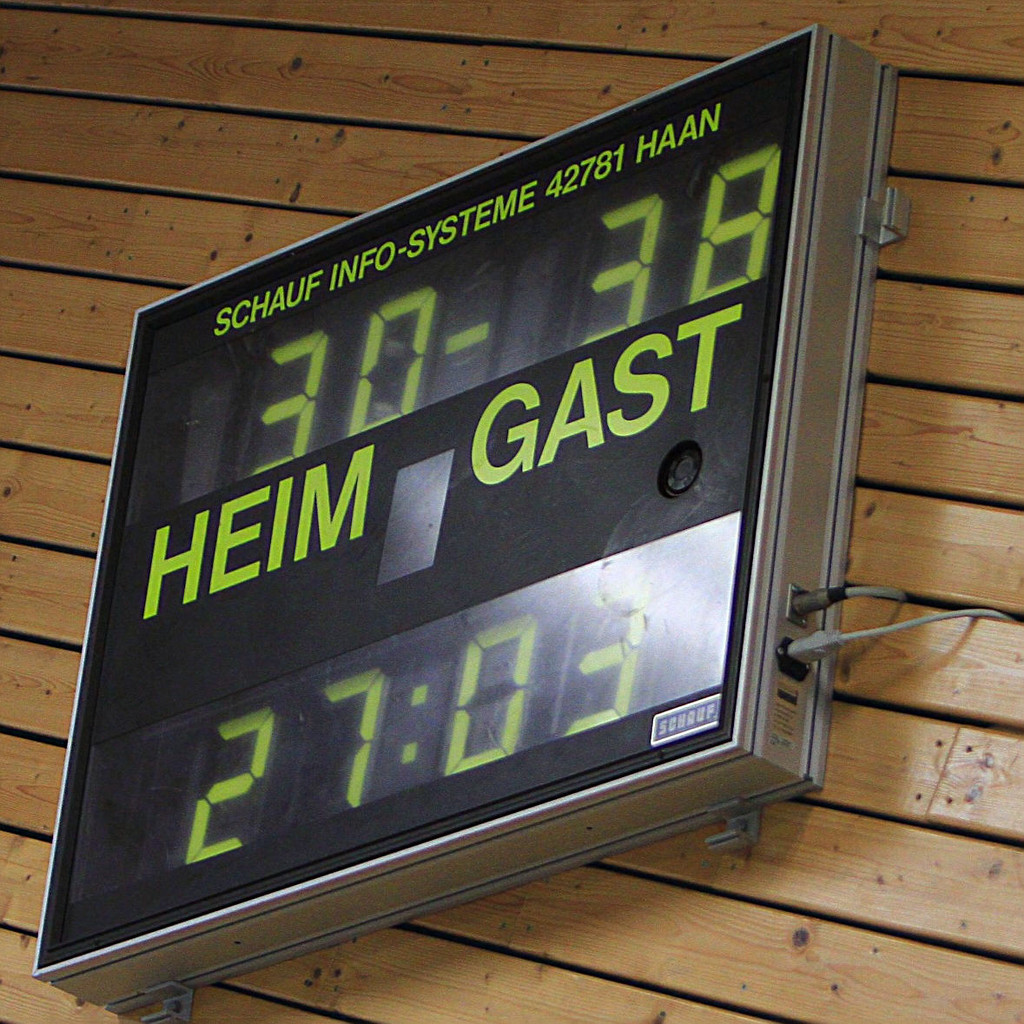 SCHAUF INFO-SYSTEME 42781 HAAN
30-38
HEIM GAST
27:03
SCHAUF